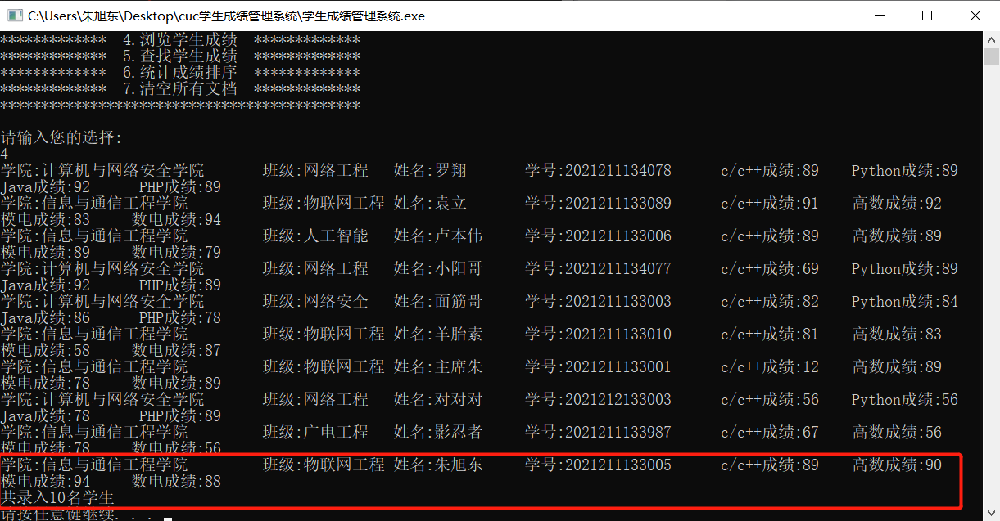 C:\Users\朱旭东\Desktop\cuc学生成绩管理系统\学生成绩管理系统.exe
************* 4.浏览学生成绩 *************
************* 5.查找学生成绩 *************
************* 6.统计成绩排序 *************
************* 7.清空所有文档 *************
********************************************
请输入您的选择:
4
学院:计算机与网络安全学院 班级:网络工程 姓名:罗翔 学号:2021211134078 c/c++成绩:89 Python成绩:89
Java成绩:92 PHP成绩:89
学院:信息与通信工程学院 班级:物联网工程 姓名:袁立 学号:2021211133089 c/c++成绩:91 高数成绩:92
模电成绩:83 数电成绩:94
学院:信息与通信工程学院 班级:人工智能 姓名:卢本伟 学号:2021211133006 c/c++成绩:89 高数成绩:89
模电成绩:89 数电成绩:79
学院:计算机与网络安全学院 班级:网络工程 姓名:小阳哥 学号:2021211134077 c/c++成绩:69 Python成绩:89
Java成绩:92 PHP成绩:89
学院:计算机与网络安全学院 班级:网络安全 姓名:面筋哥 学号:2021211133003 c/c++成绩:82 Python成绩:84
Java成绩:86 PHP成绩:78
学院:信息与通信工程学院 班级:物联网工程 姓名:羊胎素 学号:2021211133010 c/c++成绩:81 高数成绩:83
模电成绩:58 数电成绩:87
学院:信息与通信工程学院 班级:物联网工程 姓名:主席朱 学号:2021211133001 c/c++成绩:12 高数成绩:89
模电成绩:78 数电成绩:89
学院:计算机与网络安全学院 班级:网络工程 姓名:对对对 学号:2021212133003 c/c++成绩:56 Python成绩:56
Java成绩:78 PHP成绩:89
学院:信息与通信工程学院 班级:广电工程 姓名:影忍者 学号:2021211133987 c/c++成绩:67 高数成绩:56
模电成绩:78 数电成绩:56
学院:信息与通信工程学院 班级:物联网工程 姓名:朱旭东 学号:2021211133005 c/c++成绩:89 高数成绩:90
模电成绩:94 数电成绩:88
共录入10名学生
请按任意键继续. . .